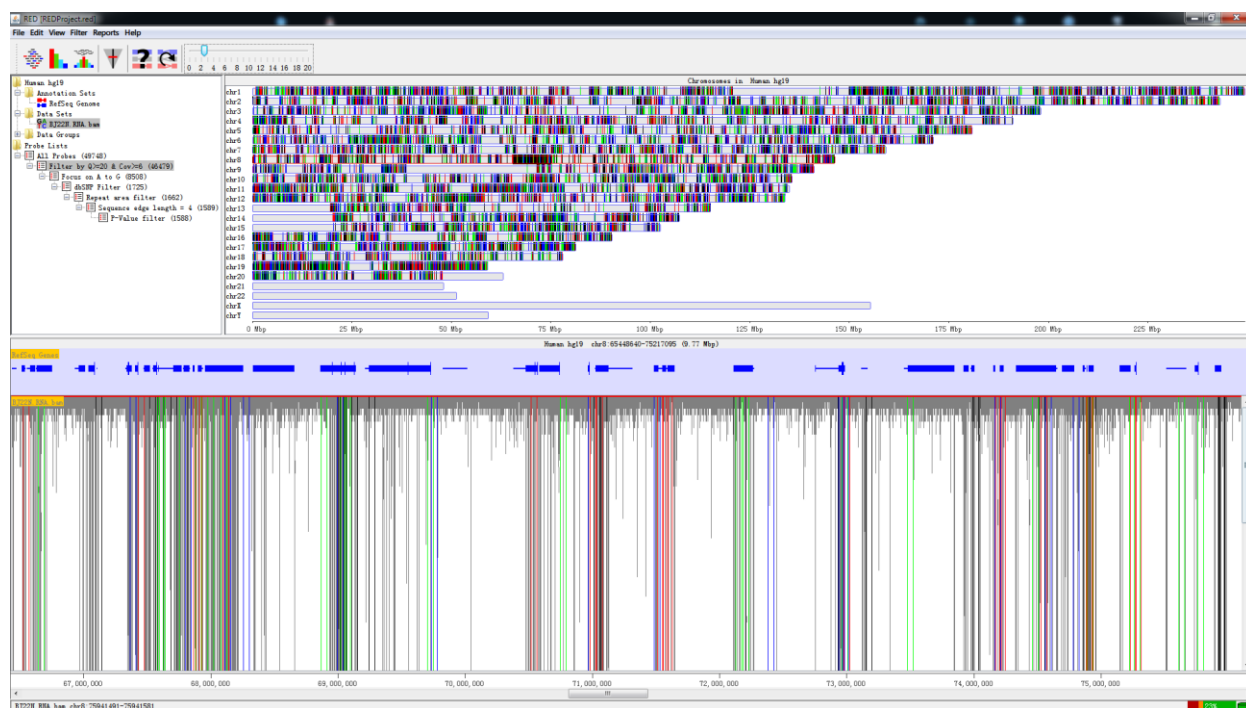 RED [REDProject.red]
File Edit View Filter Reports Help
0 2 4 6 8 10 12 14 16 18 20
Human hg19
Annotation Sets
RefSeq Genome
Data Sets
BJ22N RNA bam
Data Groups
Probe Lists
All Probes (49748)
Filter by Q>=20 & Cov>=6 (46479)
Focus on A to G (8508)
dbSNP Filter (1725)
Repeat area filter (1662)
Sequence edge length = 4 (1589)
P-Value filter (1588)
Chromosomes in Human hg19
chr1
chr2
chr3
chr5
chr6
chr7
chr8
chr9
chr10
chr11
chr12
chr13
chr14
chr15
chr16
chr17
chr18
chr19
chr20
chr21
chr22
chrX
chrY
0 Mbp 25 Mbp 50 Mbp 75 Mbp 100 Mbp 125 Mbp 150 Mbp 175 Mbp 200 Mbp 225 Mbp
Human hg19 chr8:65448640-75217095 (9.77 Mbp)
RefSeq Genes
BJ22N RNA bam
67,000,000 68,000,000 69,000,000 70,000,000 71,000,000 72,000,000 73,000,000 74,000,000 75,000,000
BJ22N RNA bam chr8:75941491-75941581